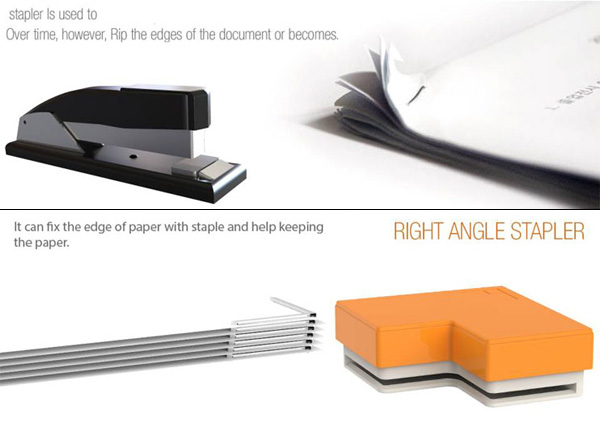 stapler Is used to
Over time, however, Rip the edges of the document or becomes.
It can fix the edge of paper with staple and help keeping
the paper.
RIGHT ANGLE STAPLER